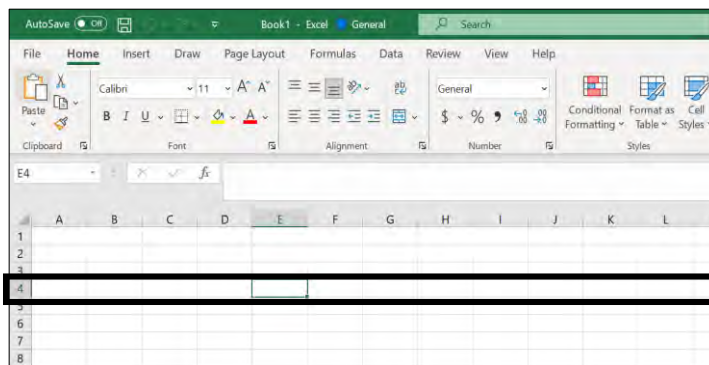 AutoSave Off Book1 - Excel General Search
File Home Insert Draw Page Layout Formulas Data Review View Help
Calibri 11 A^ A˅ ab General
Paste B I U A $ % 9 Conditional Formatting Format as Table Cell Styles
Clipboard Font Alignment Number Styles
E4 fx
A B C D E F G H I J K L
1
2
3
4
5
6
7
8